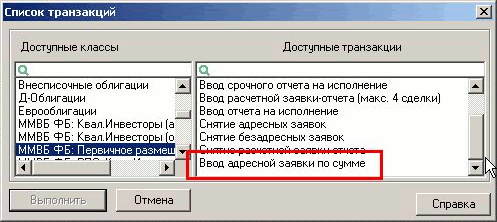 Список транзакций
Доступные классы
Доступные транзакции
Внесписочные облигации
Д-Облигации
Еврооблигации
ММВБ ФБ: Квал.Инвесторы (а
ММВБ ФБ: Квал.Инвесторы (о
ММВБ ФБ: Первичное размещ
Ввод срочного отчета на исполнение
Ввод расчетной заявки-отчета (макс. 4 сделки)
Ввод отчета на исполнение
Снятие адресных заявок
Снятие безадресных заявок
Снятие расчетной заявки-отчета
Ввод адресной заявки по сумме
Выполнить
Отмена
Справка